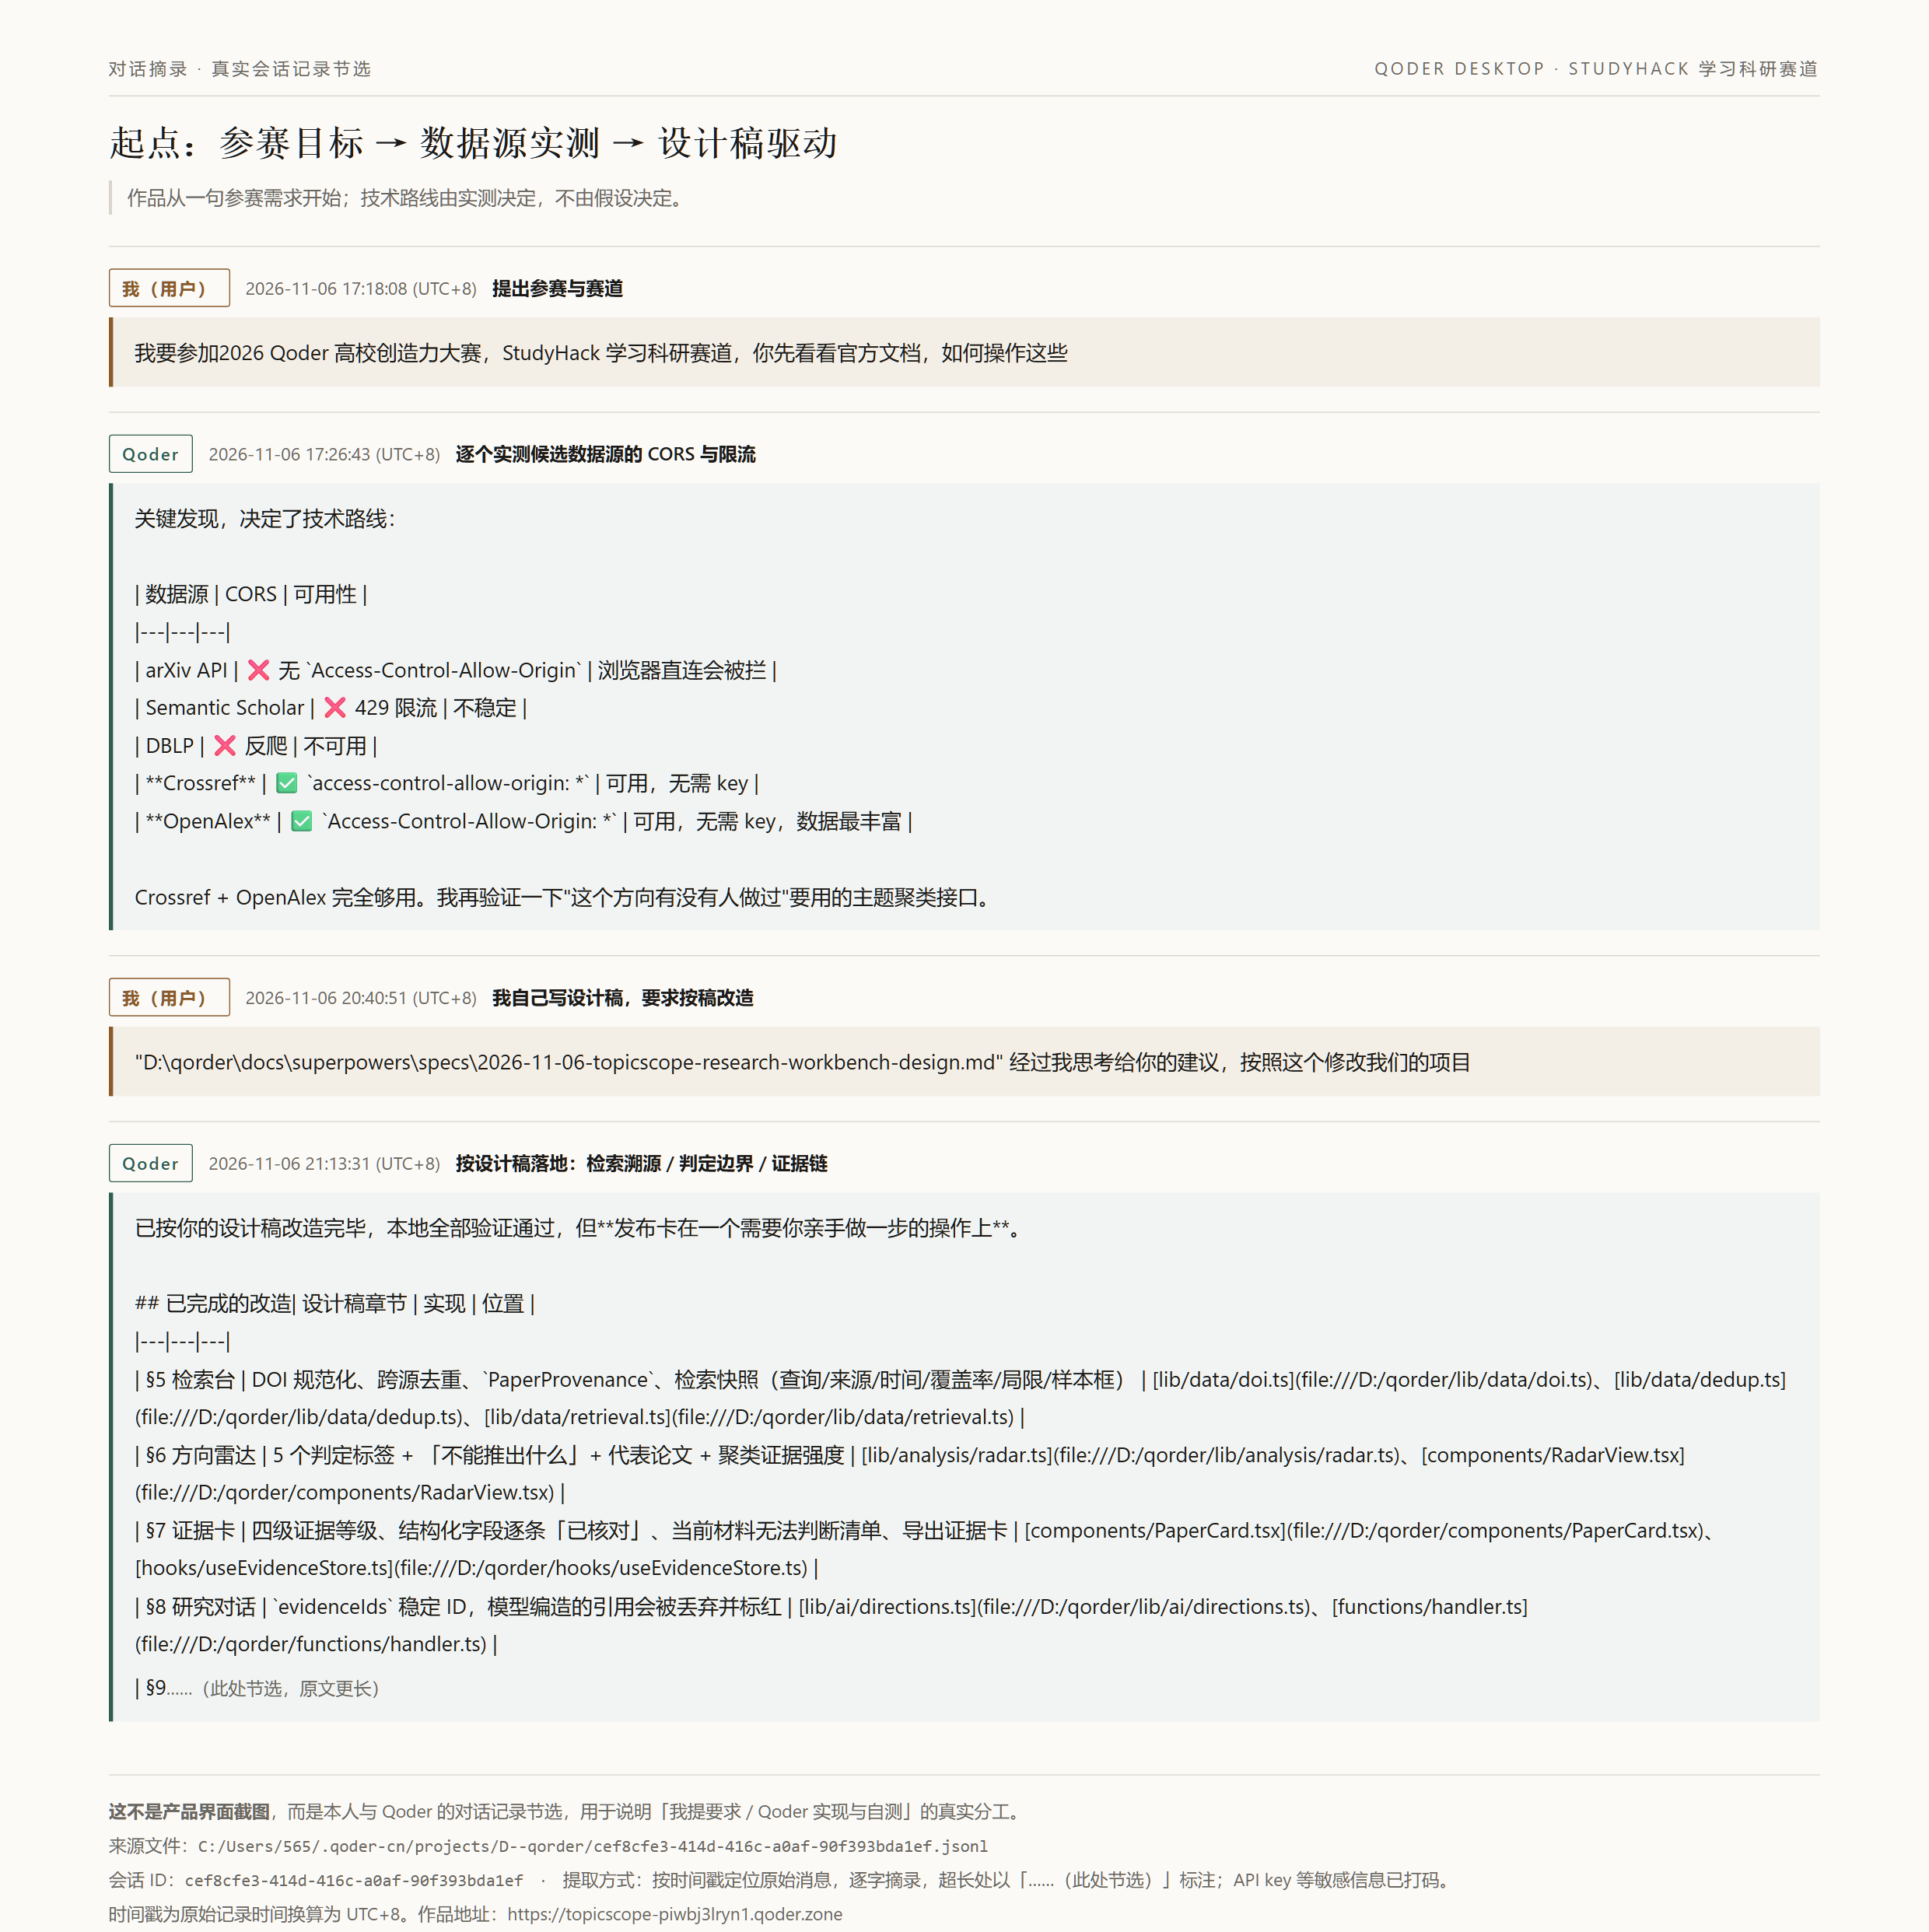 对话摘录 · 真实会话记录节选
QODER DESKTOP · STUDYHACK 学习科研赛道
起点：参赛目标 → 数据源实测 → 设计稿驱动
作品从一句参赛需求开始；技术路线由实测决定，不由假设决定。
我（用户） 2026-11-06 17:18:08 (UTC+8) 提出参赛与赛道
我要参加2026 Qoder 高校创造力大赛，StudyHack 学习科研赛道，你先看看官方文档，如何操作这些
Qoder 2026-11-06 17:26:43 (UTC+8) 逐个实测候选数据源的 CORS 与限流
关键发现，决定了技术路线：
| 数据源 | CORS | 可用性 |
|---|---|---|
| arXiv API | ❌ 无 `Access-Control-Allow-Origin` | 浏览器直连会被拦 |
| Semantic Scholar | ❌ 429 限流 | 不稳定 |
| DBLP | ❌ 反爬 | 不可用 |
| **Crossref** | ✅ `access-control-allow-origin: *` | 可用，无需 key |
| **OpenAlex** | ✅ `Access-Control-Allow-Origin: *` | 可用，无需 key，数据最丰富 |
Crossref + OpenAlex 完全够用。我再验证一下"这个方向有没有人做过"要用的主题聚类接口。
我（用户） 2026-11-06 20:40:51 (UTC+8) 我自己写设计稿，要求按稿改造
"D:\qorder\docs\superpowers\specs\2026-11-06-topicscope-research-workbench-design.md" 经过我思考给你的建议，按照这个修改我们的项目
Qoder 2026-11-06 21:13:31 (UTC+8) 按设计稿落地：检索溯源 / 判定边界 / 证据链
已按你的设计稿改造完毕，本地全部验证通过，但**发布卡在一个需要你亲手做一步的操作上**。
## 已完成的改造| 设计稿章节 | 实现 | 位置 |
|---|---|---|
| §5 检索台 | DOI 规范化、跨源去重、`PaperProvenance`、检索快照（查询/来源/时间/覆盖率/局限/样本框） | [lib/data/doi.ts](file:///D:/qorder/lib/data/doi.ts)、[lib/data/dedup.ts]
(file:///D:/qorder/lib/data/dedup.ts)、[lib/data/retrieval.ts](file:///D:/qorder/lib/data/retrieval.ts) |
| §6 方向雷达 | 5 个判定标签 + 「不能推出什么」+ 代表论文 + 聚类证据强度 | [lib/analysis/radar.ts](file:///D:/qorder/lib/analysis/radar.ts)、[components/RadarView.tsx]
(file:///D:/qorder/components/RadarView.tsx) |
| §7 证据卡 | 四级证据等级、结构化字段逐条「已核对」、当前材料无法判断清单、导出证据卡 | [components/PaperCard.tsx](file:///D:/qorder/components/PaperCard.tsx)、
[hooks/useEvidenceStore.ts](file:///D:/qorder/hooks/useEvidenceStore.ts) |
| §8 研究对话 | `evidenceIds` 稳定 ID，模型编造的引用会被丢弃并标红 | [lib/ai/directions.ts](file:///D:/qorder/lib/ai/directions.ts)、[functions/handler.ts]
(file:///D:/qorder/functions/handler.ts) |
| §9……（此处节选，原文更长）
这不是产品界面截图，而是本人与 Qoder 的对话记录节选，用于说明「我提要求 / Qoder 实现与自测」的真实分工。
来源文件：C:/Users/565/.qoder-cn/projects/D--qorder/cef8cfe3-414d-416c-a0af-90f393bda1ef.jsonl
会话 ID：cef8cfe3-414d-416c-a0af-90f393bda1ef · 提取方式：按时间戳定位原始消息，逐字摘录，超长处以「……（此处节选）」标注；API key 等敏感信息已打码。
时间戳为原始记录时间换算为 UTC+8。作品地址：https://topicscope-piwbj3lryn1.qoder.zone